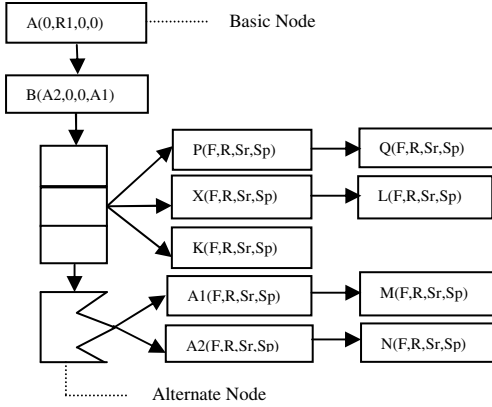 A(0,R1,0,0)
Basic Node
B(A2,0,0,A1)
P(F,R,Sr,Sp)
Q(F,R,Sr,Sp)
X(F,R,Sr,Sp)
L(F,R,Sr,Sp)
K(F,R,Sr,Sp)
A1(F,R,Sr,Sp)
M(F,R,Sr,Sp)
A2(F,R,Sr,Sp)
N(F,R,Sr,Sp)
Alternate Node